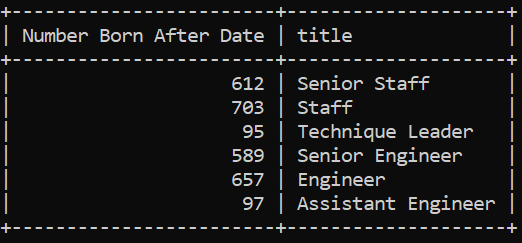 +------------------------+--------------------+
| Number Born After Date | title              |
+------------------------+--------------------+
|                    612 | Senior Staff       |
|                    703 | Staff              |
|                     95 | Technique Leader   |
|                    589 | Senior Engineer    |
|                    657 | Engineer           |
|                     97 | Assistant Engineer |
+------------------------+--------------------+